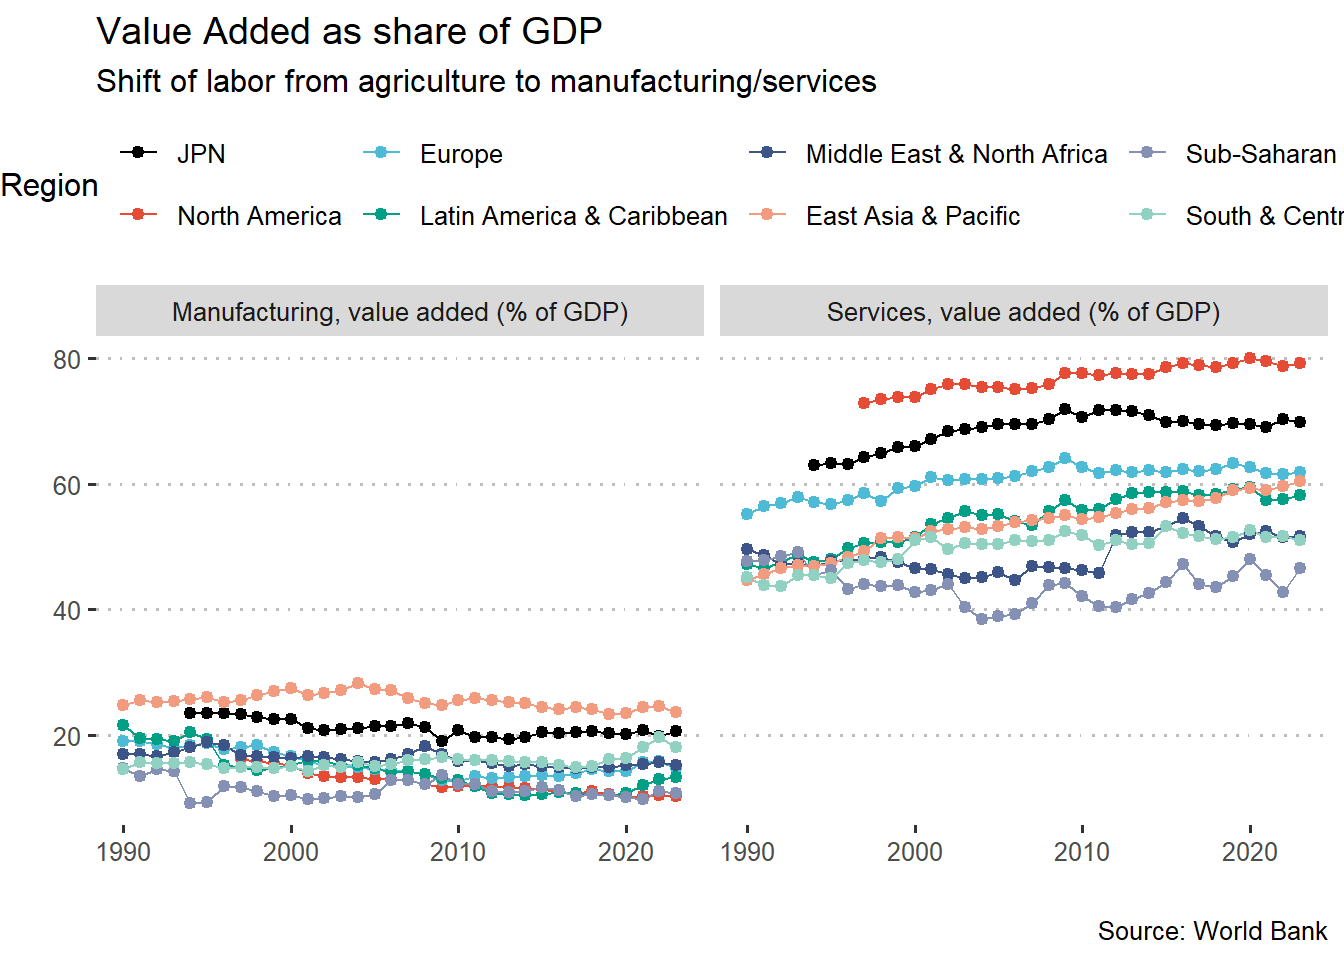 Value Added as share of GDP
Shift of labor from agriculture to manufacturing/services
Region
JPN
Europe
Middle East & North Africa
Sub-Saharan
North America
Latin America & Caribbean
East Asia & Pacific
South & Centr
Manufacturing, value added (% of GDP)
Services, value added (% of GDP)
80
60
40
20
1990 2000 2010 2020
1990 2000 2010 2020
Source: World Bank